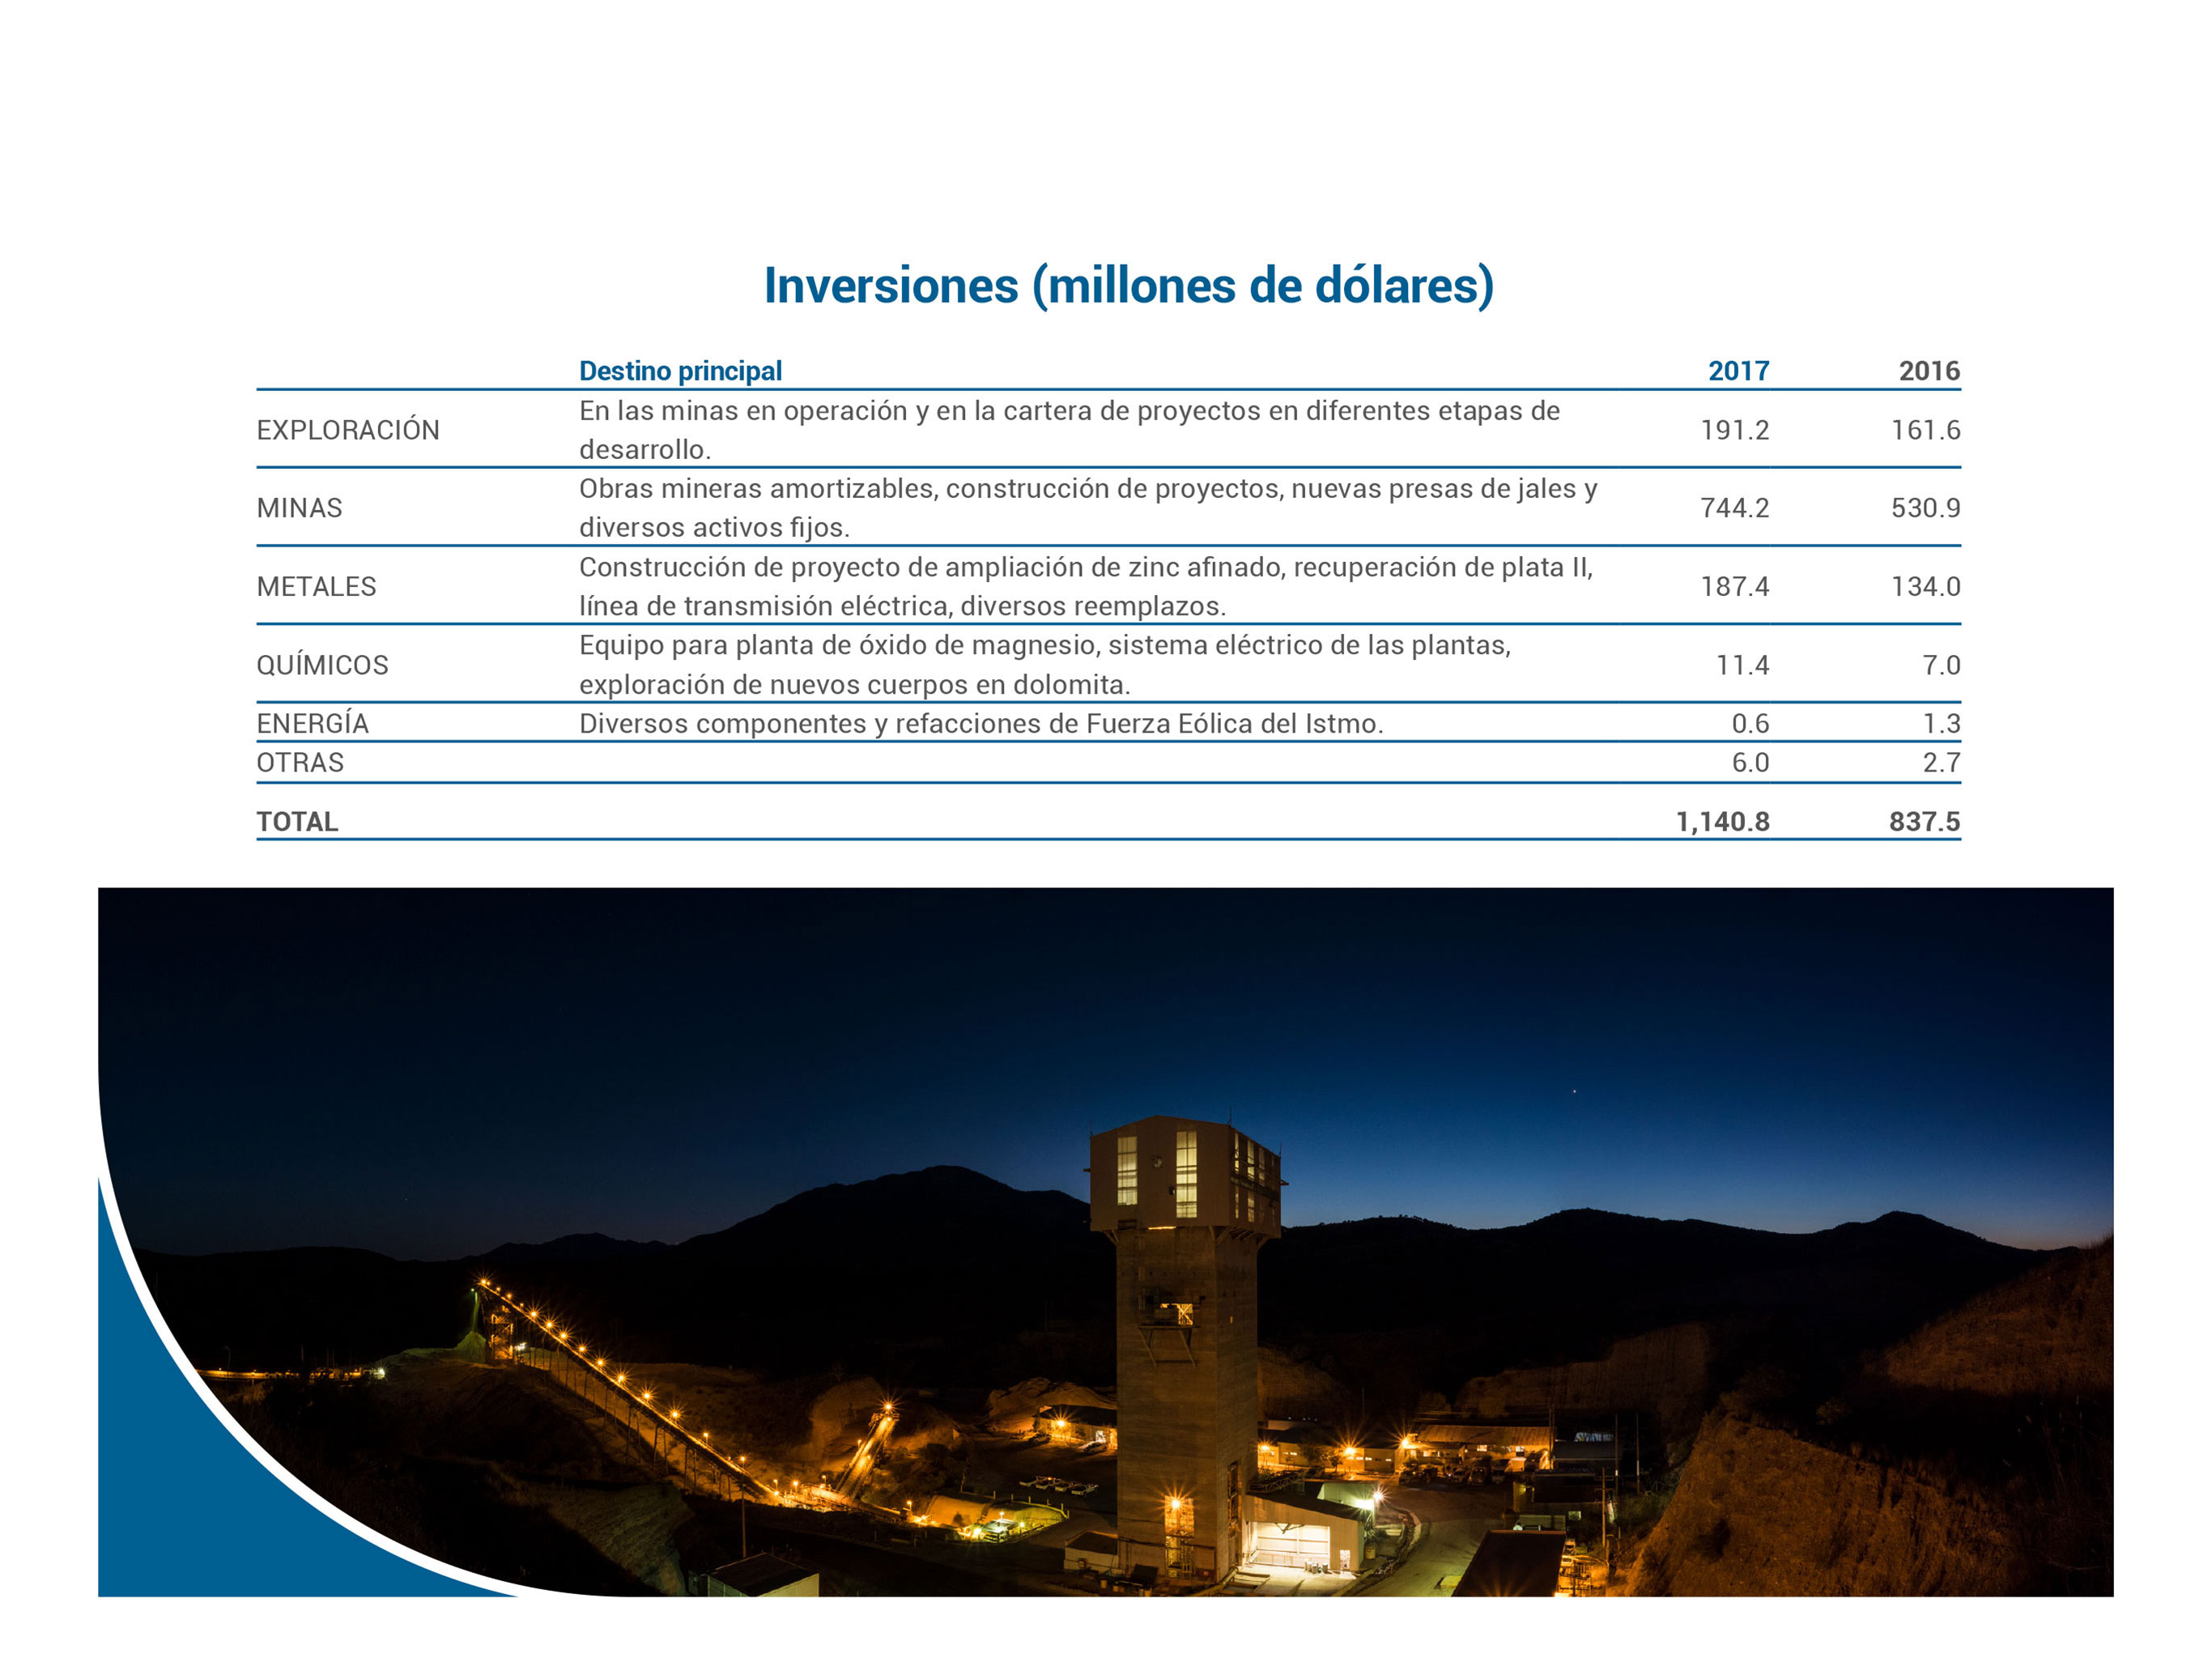 Inversiones (millones de dólares)
Destino principal 2017 2016
EXPLORACIÓN En las minas en operación y en la cartera de proyectos en diferentes etapas de desarrollo. 191.2 161.6
MINAS Obras mineras amortizables, construcción de proyectos, nuevas presas de jales y diversos activos fijos. 744.2 530.9
METALES Construcción de proyecto de ampliación de zinc afinado, recuperación de plata II, línea de transmisión eléctrica, diversos reemplazos. 187.4 134.0
QUÍMICOS Equipo para planta de óxido de magnesio, sistema eléctrico de las plantas, exploración de nuevos cuerpos en dolomita. 11.4 7.0
ENERGÍA Diversos componentes y refacciones de Fuerza Eólica del Istmo. 0.6 1.3
OTRAS 6.0 2.7
TOTAL 1,140.8 837.5